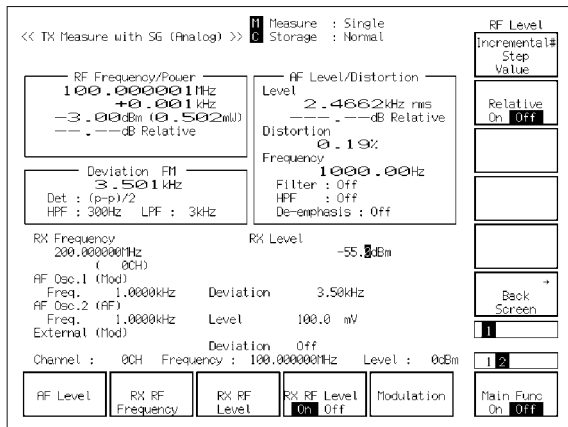 << TX Measure with SG (Analog) >>
M Measure : Single
C Storage : Normal
RF Frequency/Power
100.000001MHz
+0.001kHz
-3.00dBm (0.502mW)
--.--dB Relative
Deviation FM
3.501kHz
Det : (p-p)/2
HPF : 300Hz LPF : 3kHz
AF Level/Distortion
Level
2.4662kHz rms
---.--dB Relative
Distortion
0.19%
Frequency
1000.00Hz
Filter : Off
HPF : Off
De-emphasis : Off
RX Frequency
200.000000MHz
( 0CH)
RX Level
-55.0dBm
AF Osc.1 (Mod)
Freq. 1.0000kHz Deviation 3.50kHz
AF Osc.2 (AF)
Freq. 1.0000kHz Level 100.0 mV
External (Mod)
Deviation Off
Channel : 0CH Frequency : 100.000000MHz Level : 0dBm
RF Level
Incremental#
Step
Value
Relative
On Off
→
Back
Screen
1
1 2
AF Level
RX RF
Frequency
RX RF
Level
RX RF Level
On Off
Modulation
Main Func
On Off